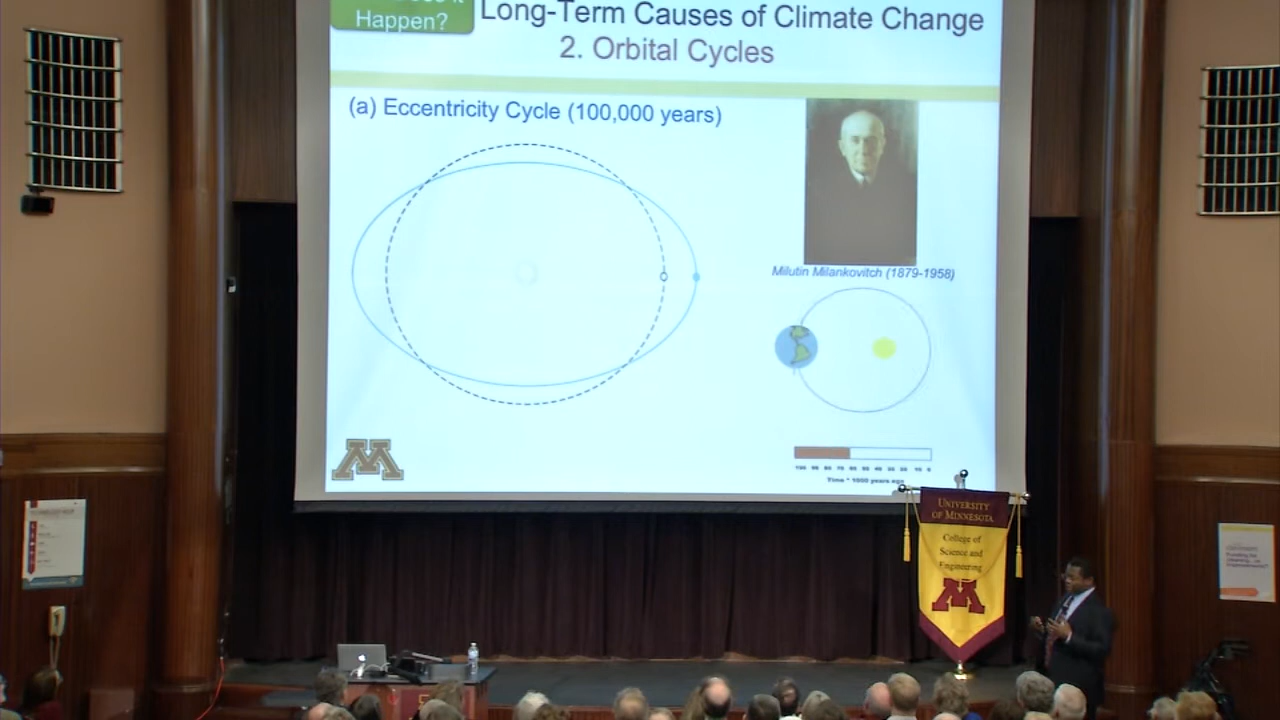 Happen?
Long-Term Causes of Climate Change
2. Orbital Cycles
(a) Eccentricity Cycle (100,000 years)
Milutin Milankovitch (1879-1958)
Time * 1000 years ago
M
UNIVERSITY
OF MINNESOTA
College of
Science and
Engineering
M